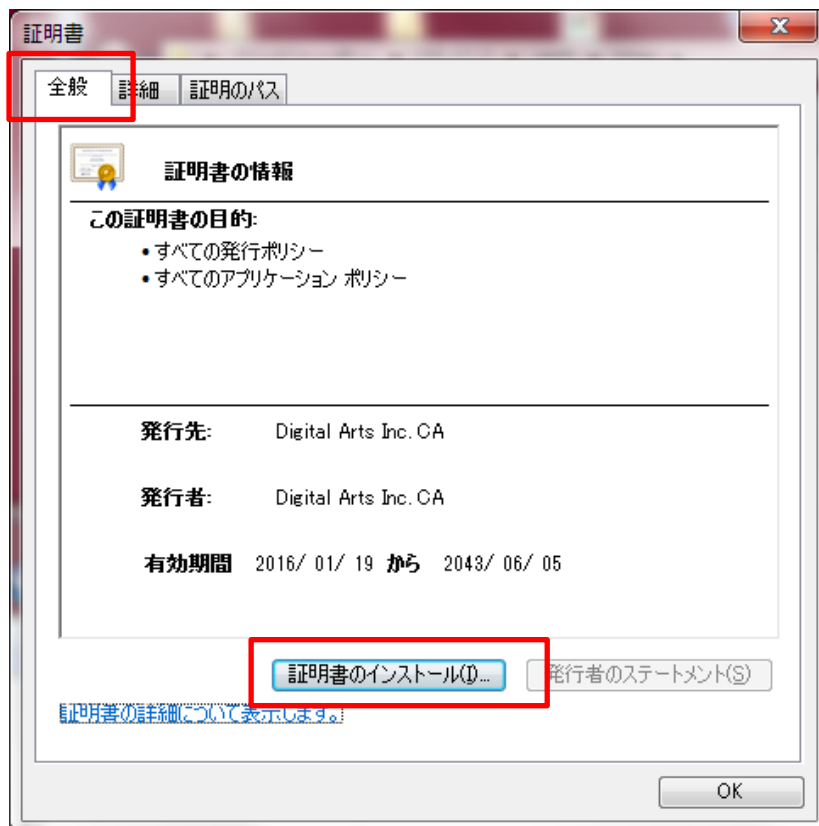 証明書
全般 詳細 証明のパス
証明書の情報
この証明書の目的:
• すべての発行ポリシー
• すべてのアプリケーション ポリシー
発行先: Digital Arts Inc. CA
発行者: Digital Arts Inc. CA
有効期間 2016/ 01/ 19 から 2043/ 06/ 05
証明書のインストール(I)... 発行者のステートメント(S)
証明書の詳細について表示します。
OK